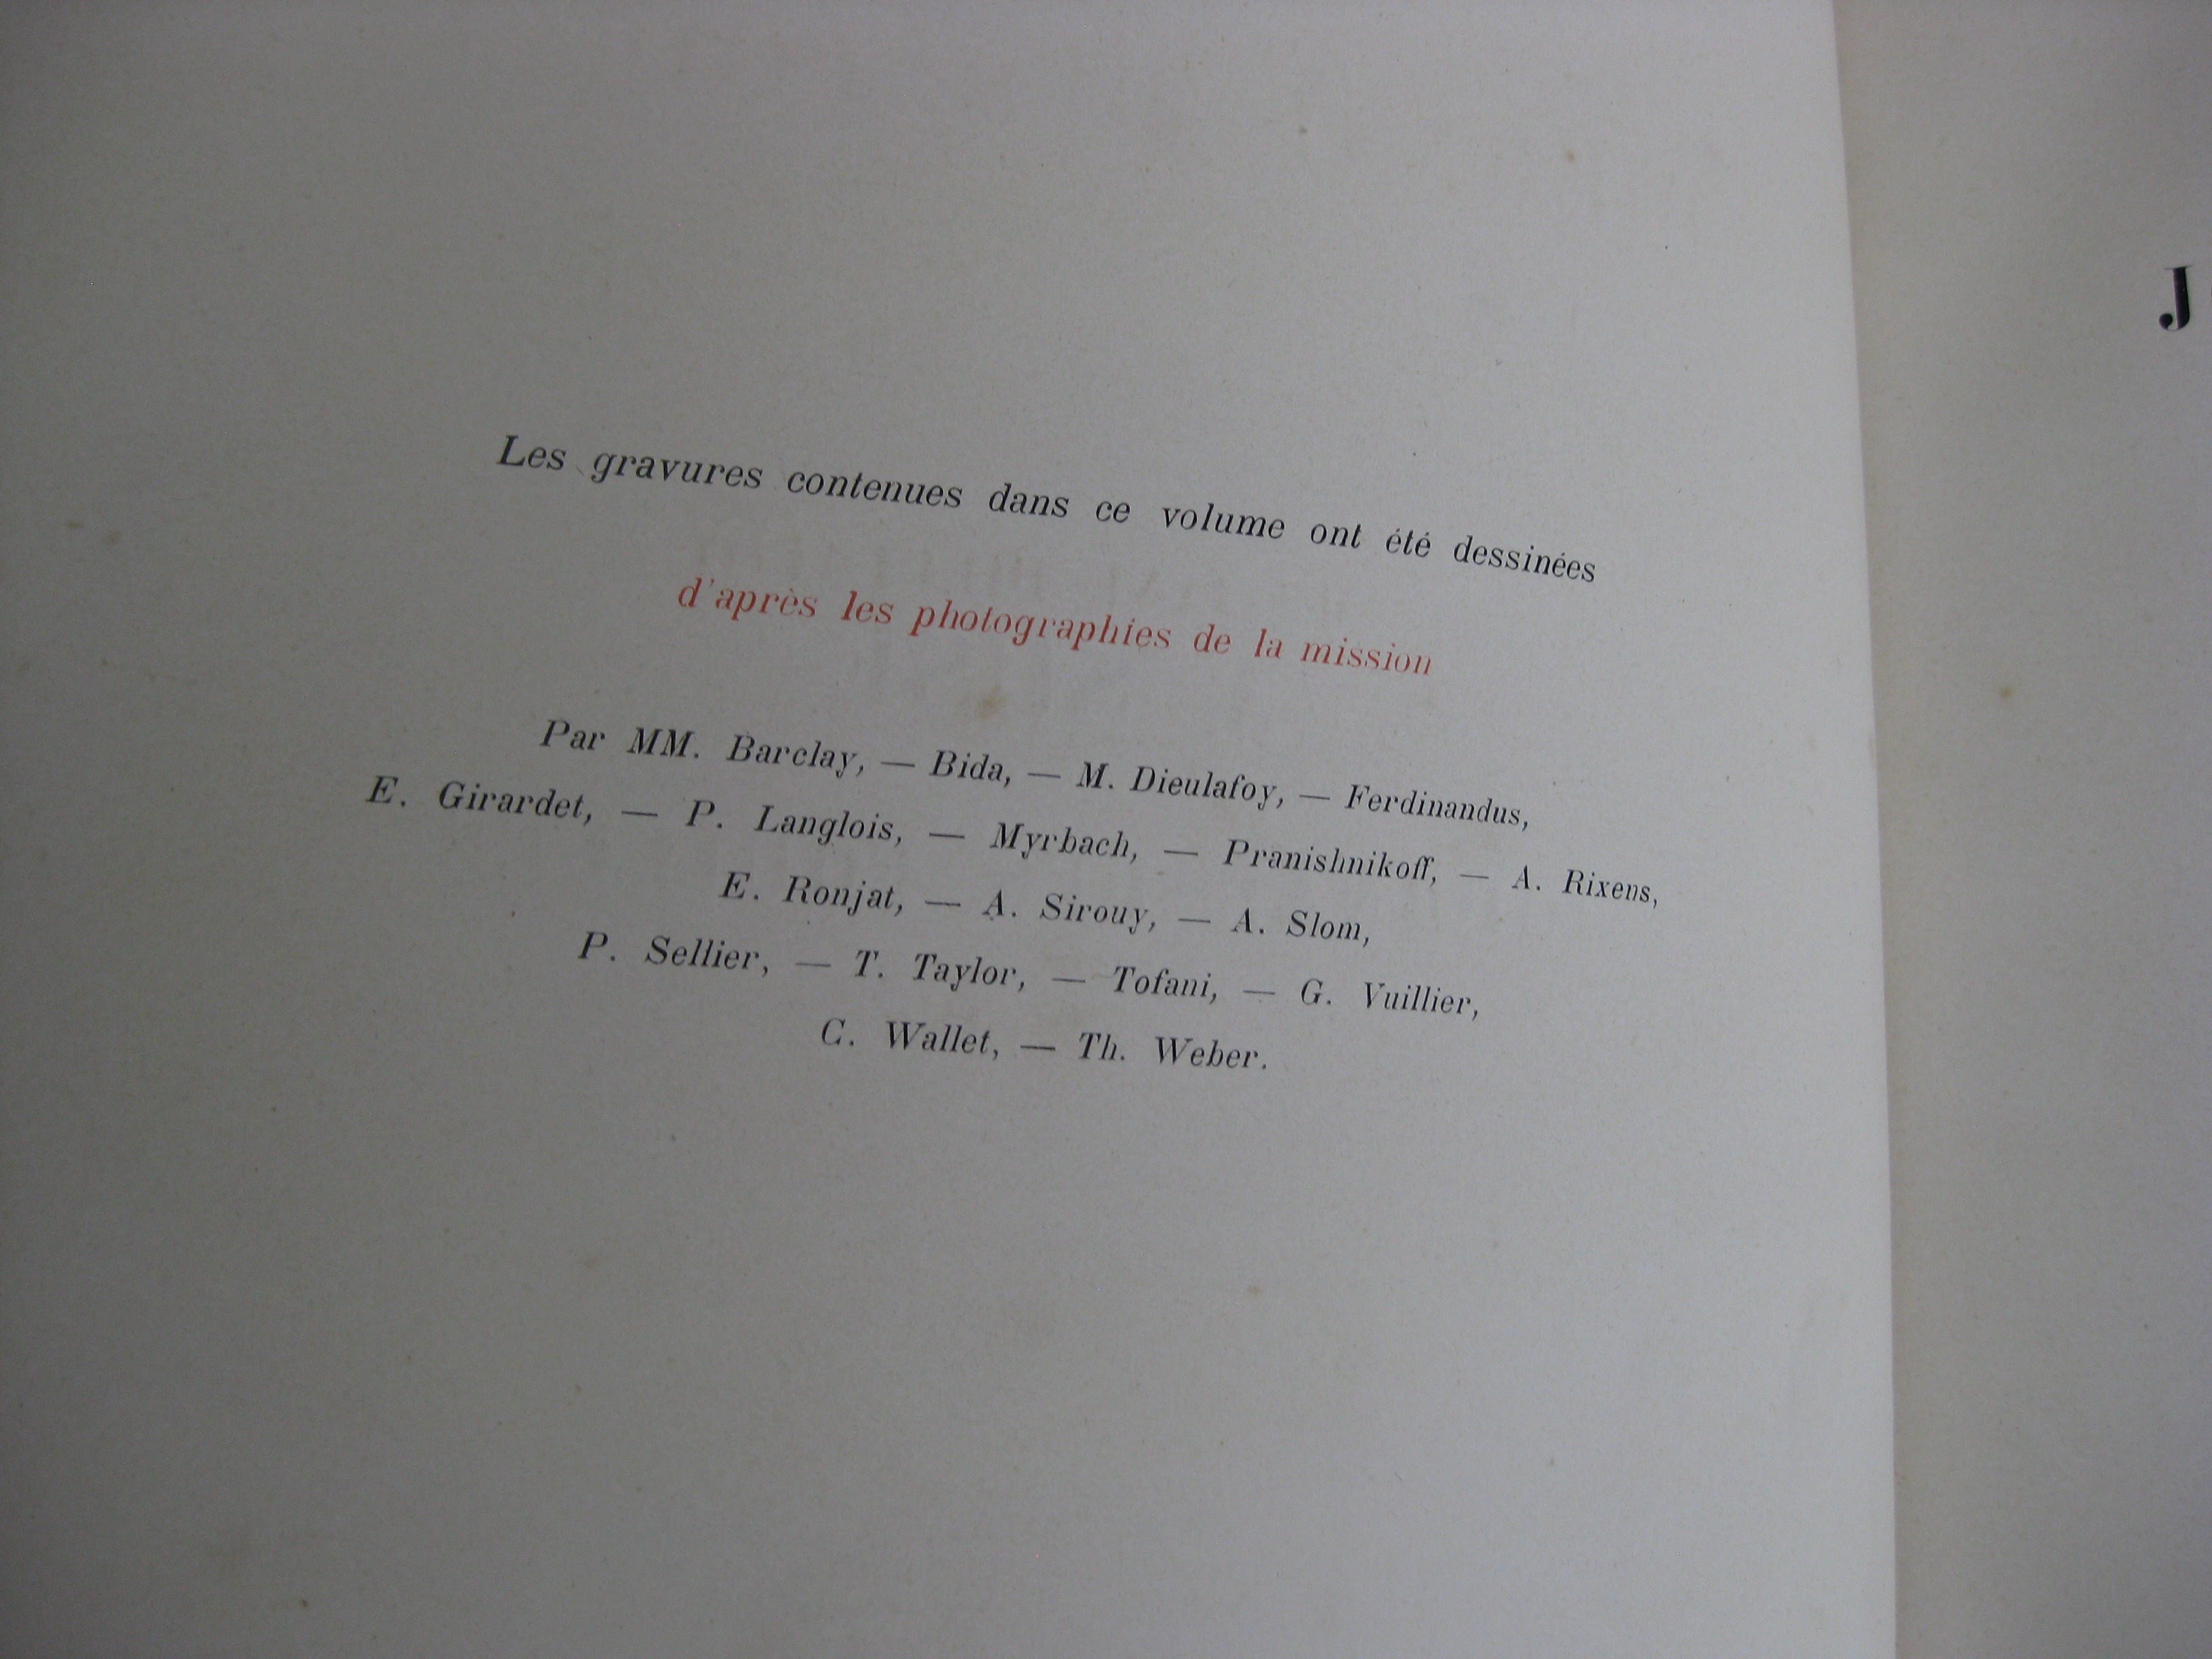 Les gravures contenues dans ce volume ont été dessinées
d'après les photographies de la mission
Par MM. Barclay, — Bida, — M. Dieulafoy, — Ferdinandus,
E. Girardet, — P. Langlois, — Myrbach, — Pranishnikoff, — A. Rixens,
E. Ronjat, — A. Sirouy, — A. Slom,
P. Sellier, — T. Taylor, — Tofani, — G. Vuillier,
C. Wallet, — Th. Weber.
J